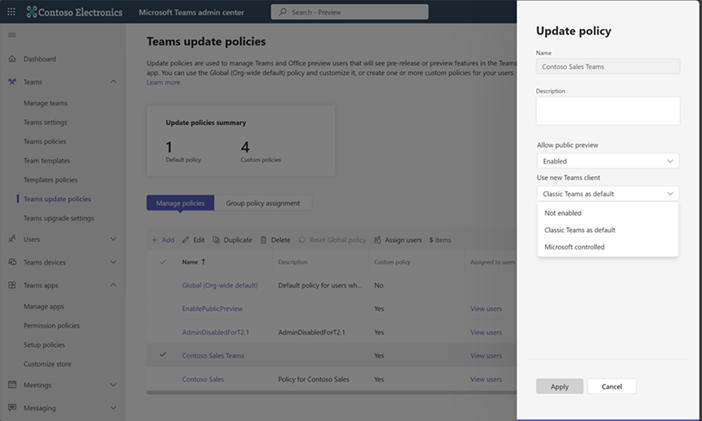 Contoso Electronics
Microsoft Teams admin center
Search - Preview
Dashboard
Teams
Manage teams
Teams settings
Teams policies
Team templates
Templates policies
Teams update policies
Teams upgrade settings
Users
Teams devices
Teams apps
Manage apps
Permission policies
Setup policies
Customize store
Meetings
Messaging
Teams update policies
Update policies are used to manage Teams and Office preview users that will see pre-release or preview features in the Teams
app. You can use the Global (Org-wide default) policy and customize it, or create one or more custom policies for your users.
Learn more
Update policies summary
1
Default policy
4
Custom policies
Manage policies
Group policy assignment
+ Add
Edit
Duplicate
Delete
Reset Global policy
Assign users
5 items
Name ↑
Description
Custom policy
Assigned to users
Global (Org-wide default)
Default policy for users wh...
No
EnablePublicPreview
Yes
View users
AdminDisabledForT2.1
AdminDisabledForT2.1
Yes
View users
Contoso Sales Teams
Yes
View users
Contoso Sales
Policy for Contoso Sales
Yes
View users
Update policy
Name
Contoso Sales Teams
Description
Allow public preview
Enabled
Use new Teams client
Classic Teams as default
Not enabled
Classic Teams as default
Microsoft controlled
Apply
Cancel